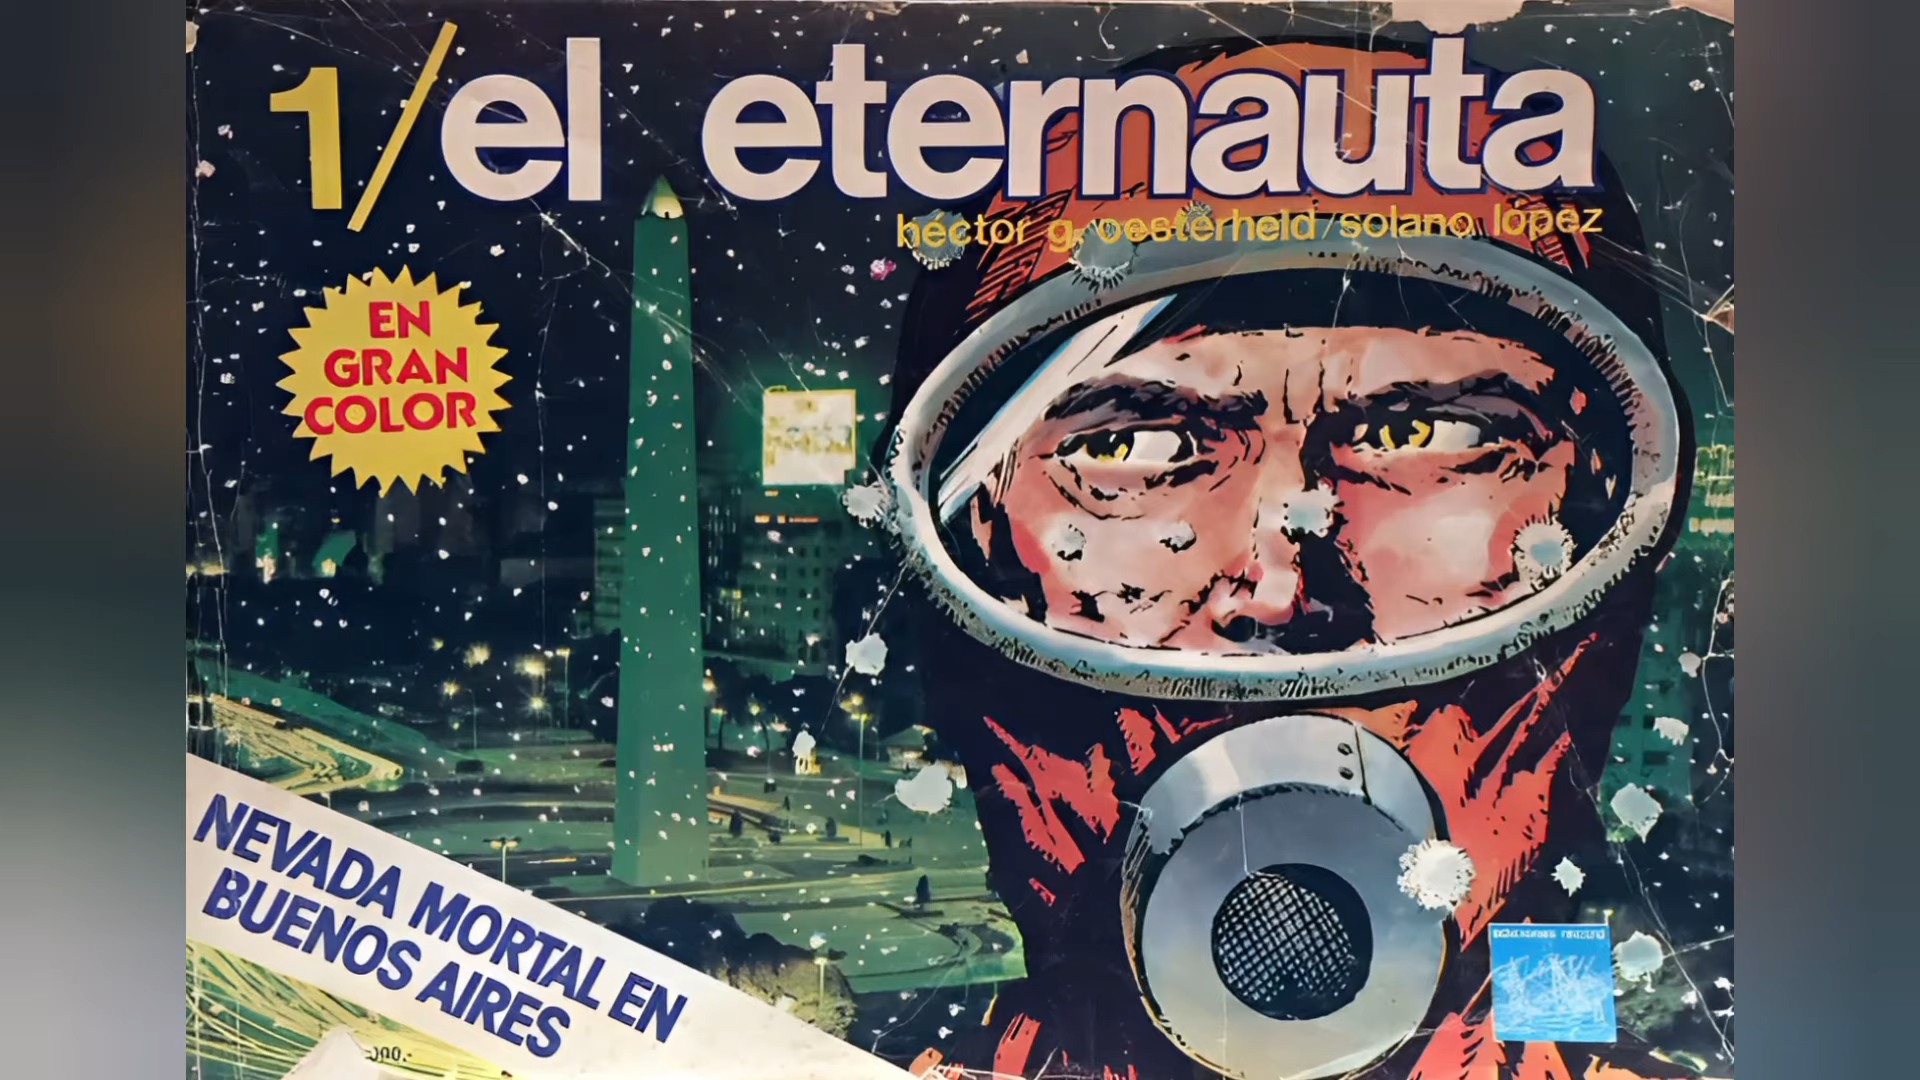 1/el eternauta
héctor g. oesterheld/solano lópez
EN
GRAN
COLOR
NEVADA MORTAL EN
BUENOS AIRES